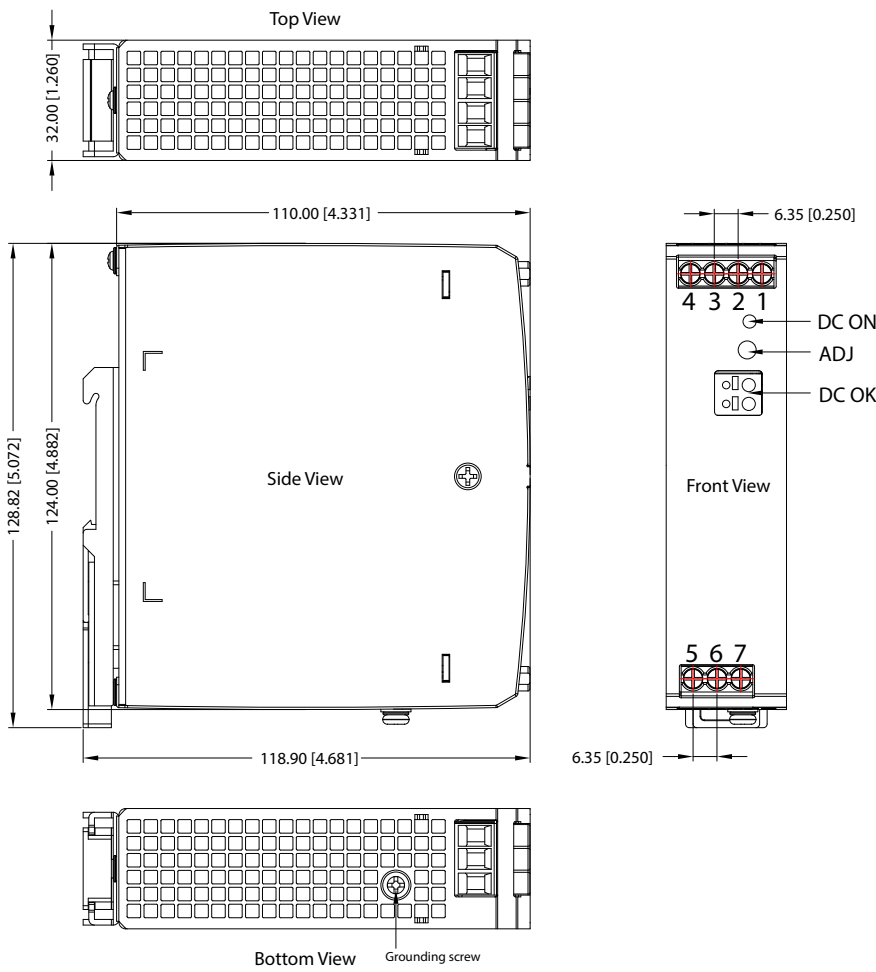 Top View
32.00 [1.260]
110.00 [4.331]
6.35 [0.250]
4 3 2 1
DC ON
ADJ
DC OK
128.82 [5.072]
124.00 [4.882]
Side View
Front View
5 6 7
118.90 [4.681]
6.35 [0.250]
Bottom View
Grounding screw